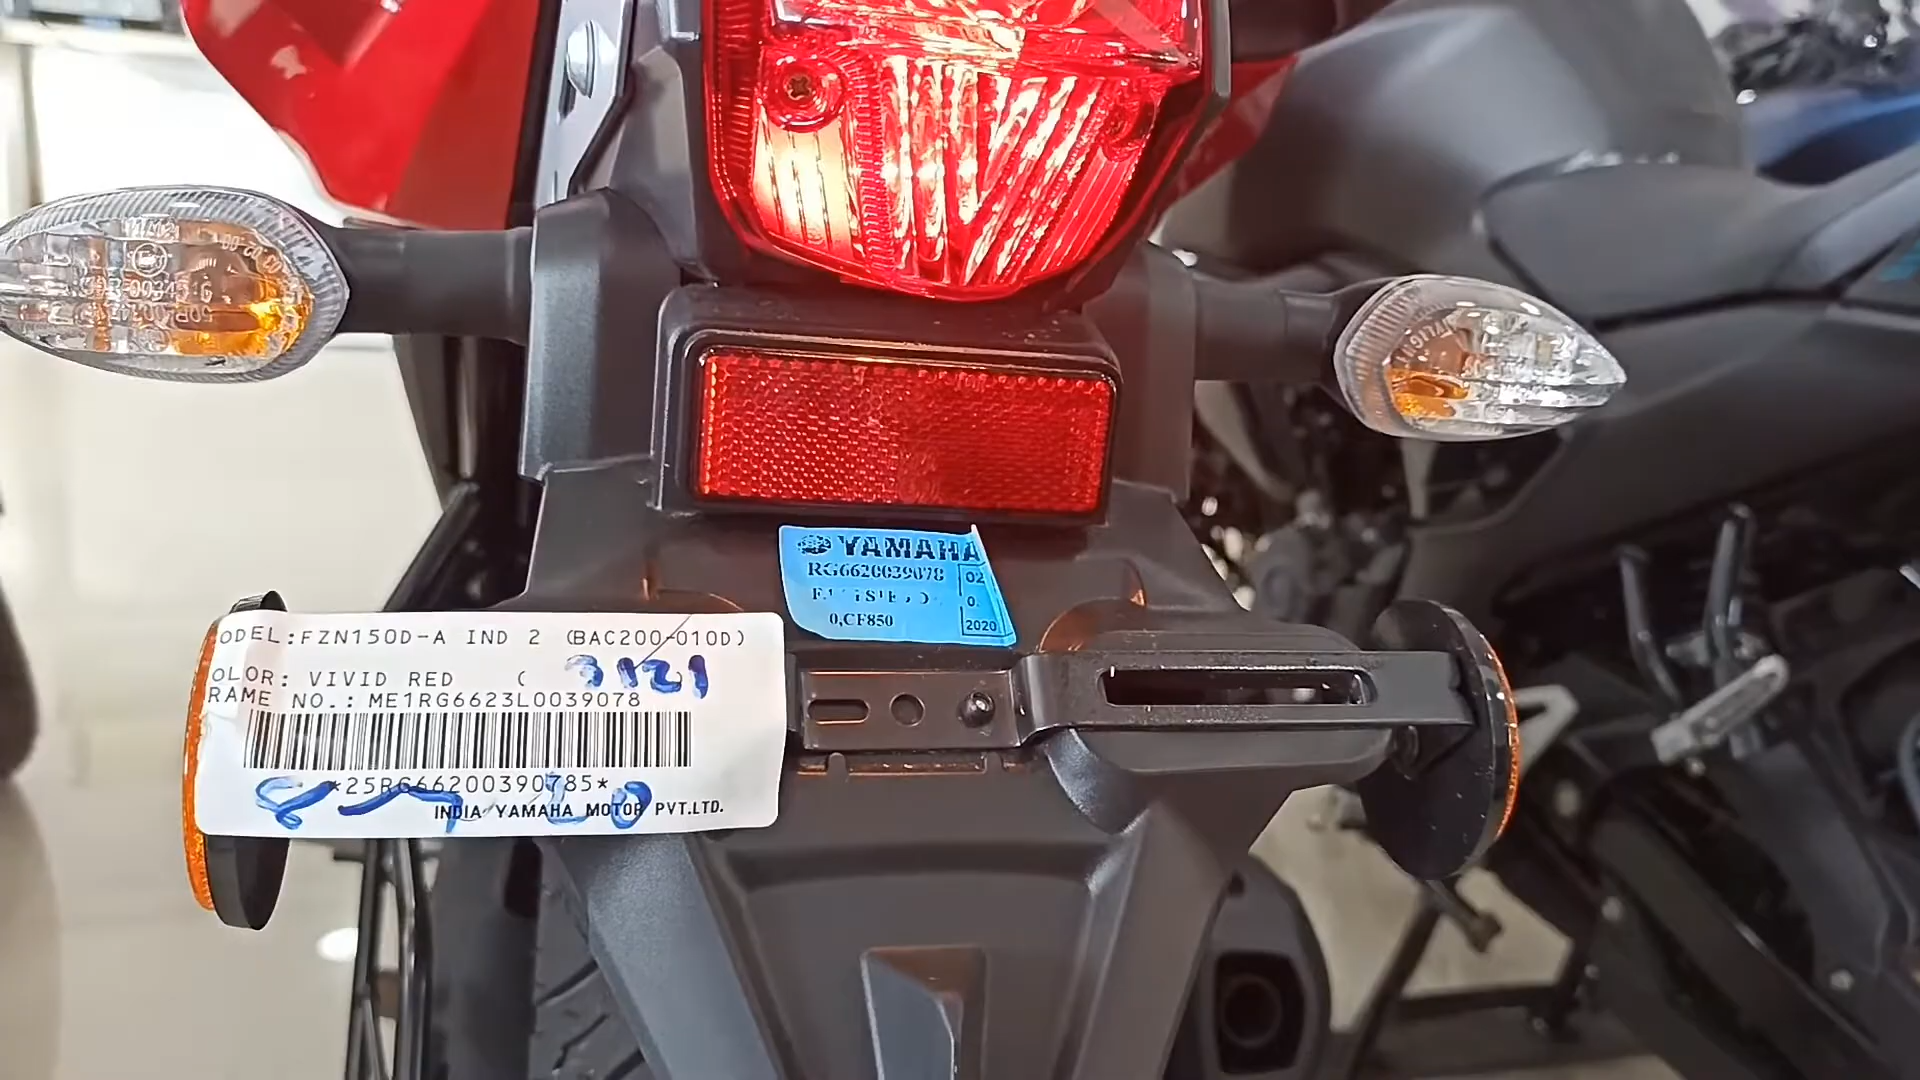 YAMAHA
RG6620039078
02
0.
0,CF850
2020
ODEL:FZN150D-A IND 2 (BAC200-010D)
OLOR: VIVID RED (
3121
RAME NO.: ME1RG6623L0039078
*25RG66200390785*
INDIA YAMAHA MOTOR PVT.LTD.